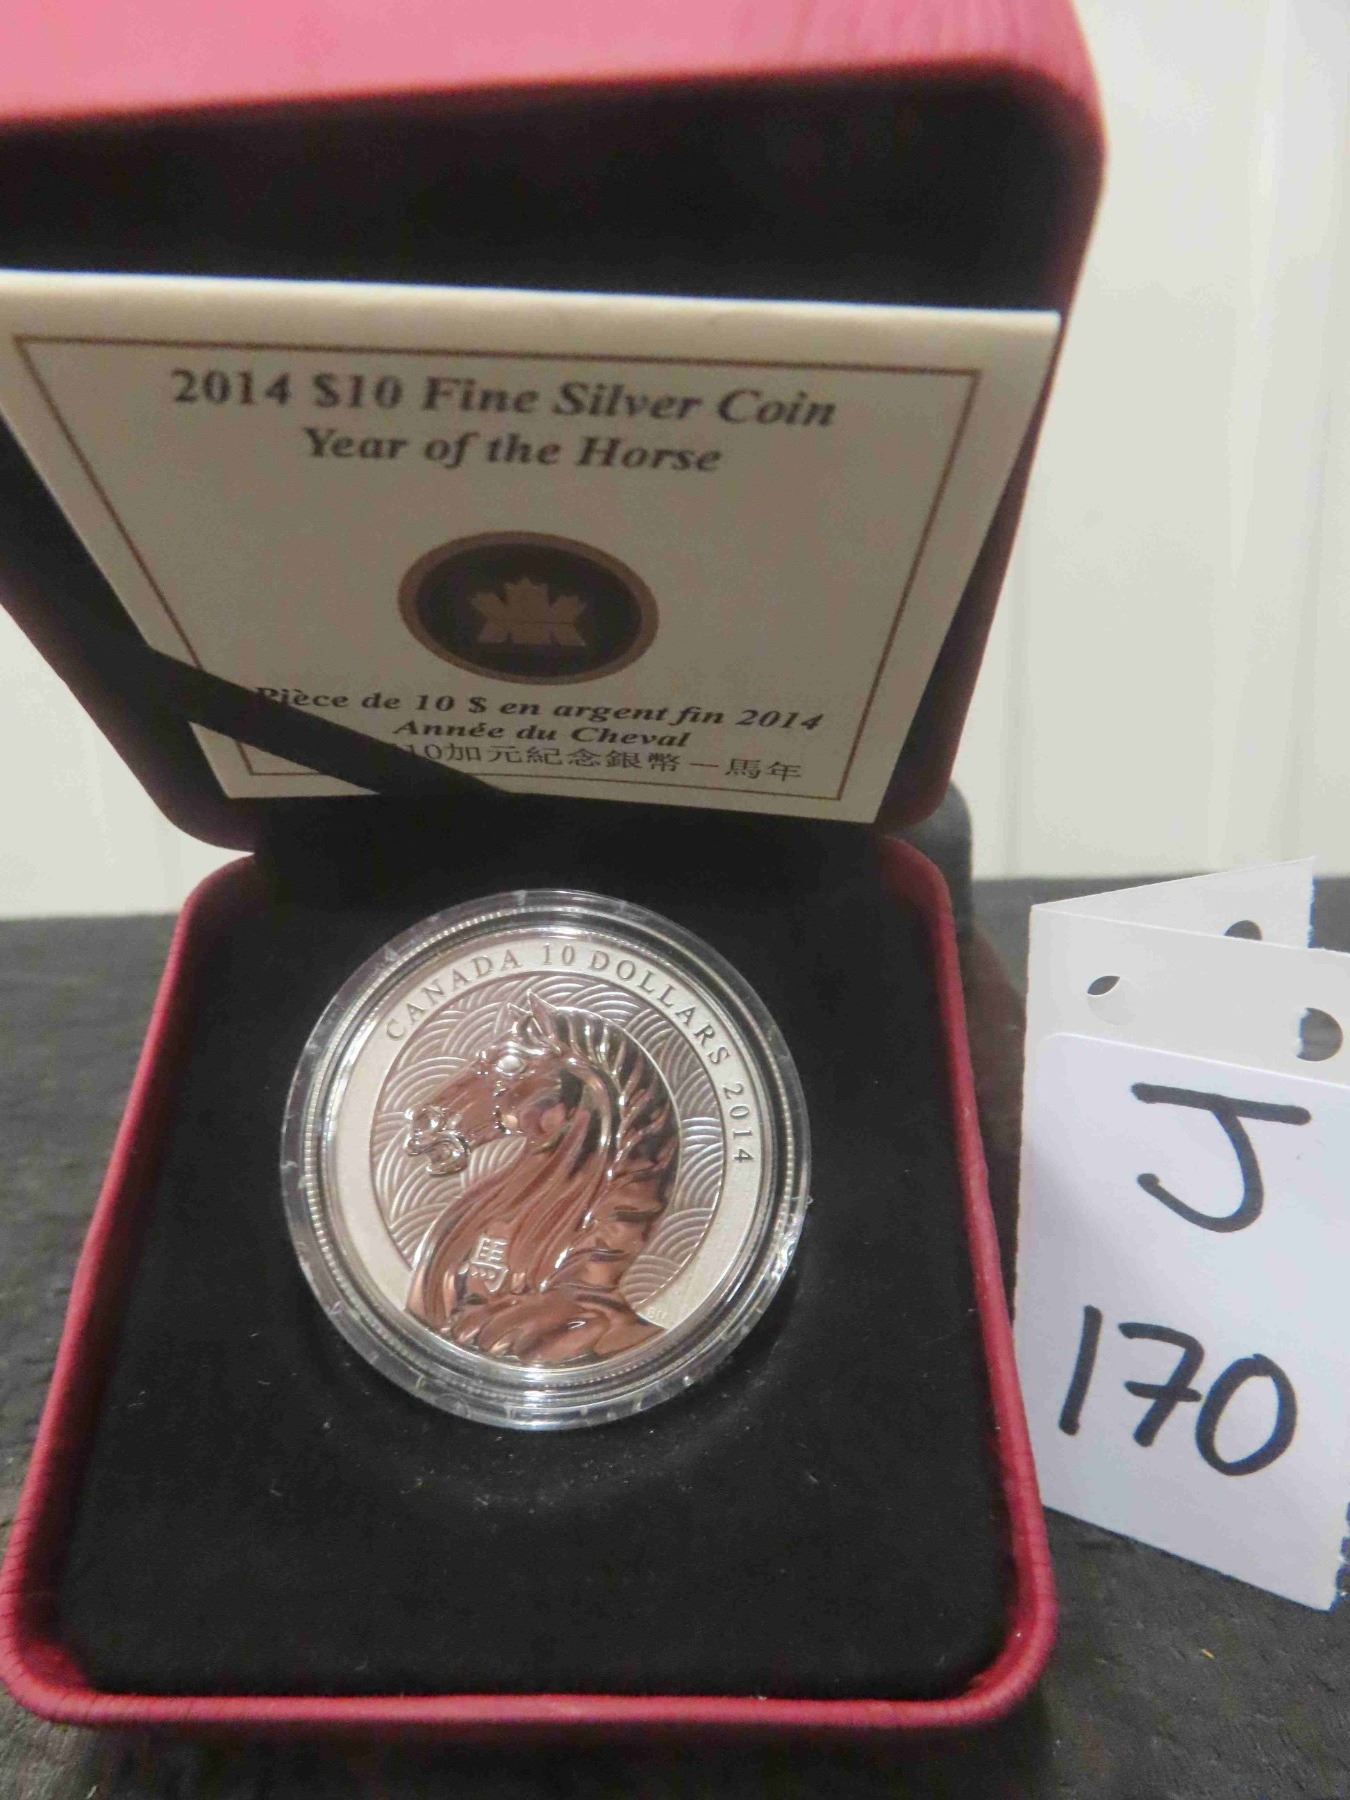 2014 $10 Fine Silver Coin
Year of the Horse
Pièce de 10 $ en argent fin 2014
Année du Cheval
$10加元紀念銀幣－馬年
CANADA 10 DOLLARS 2014
馬
J
170